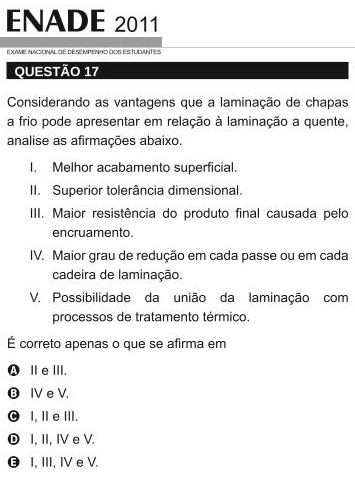 ENADE 2011
EXAME NACIONAL DE DESEMPENHO DOS ESTUDANTES
QUESTÃO 17
Considerando as vantagens que a laminação de chapas
a frio pode apresentar em relação à laminação a quente,
analise as afirmações abaixo.
I. Melhor acabamento superficial.
II. Superior tolerância dimensional.
III. Maior resistência do produto final causada pelo
encruamento.
IV. Maior grau de redução em cada passe ou em cada
cadeira de laminação.
V. Possibilidade da união da laminação com
processos de tratamento térmico.
É correto apenas o que se afirma em
A II e III.
B IV e V.
C I, II e III.
D I, II, IV e V.
E I, III, IV e V.